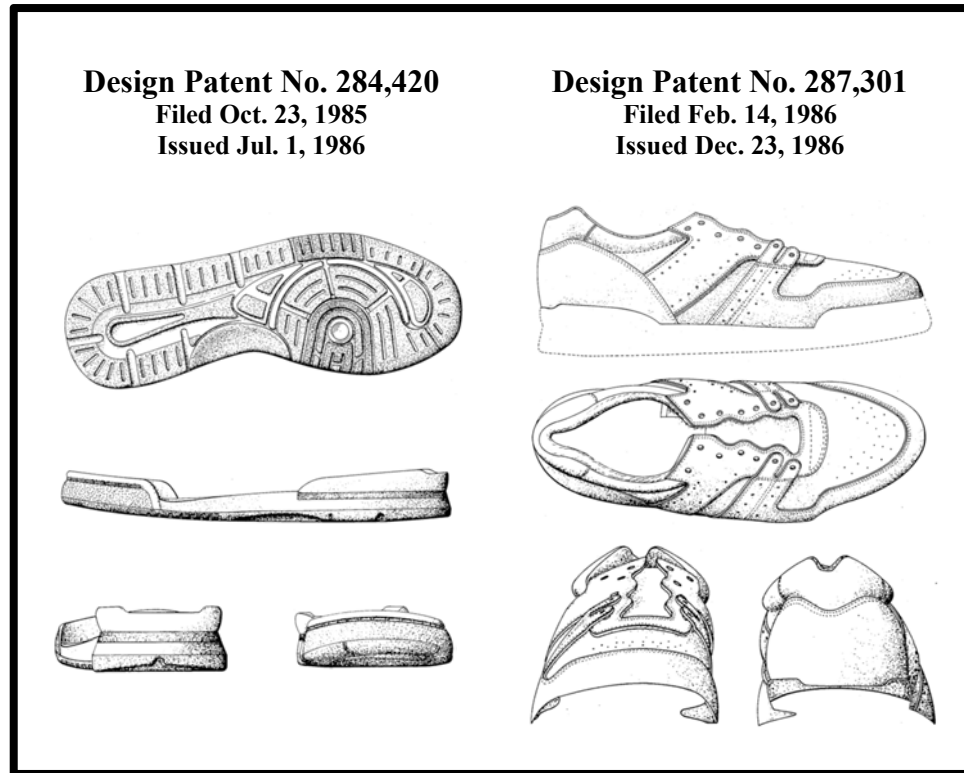 Design Patent No. 284,420
Filed Oct. 23, 1985
Issued Jul. 1, 1986
Design Patent No. 287,301
Filed Feb. 14, 1986
Issued Dec. 23, 1986